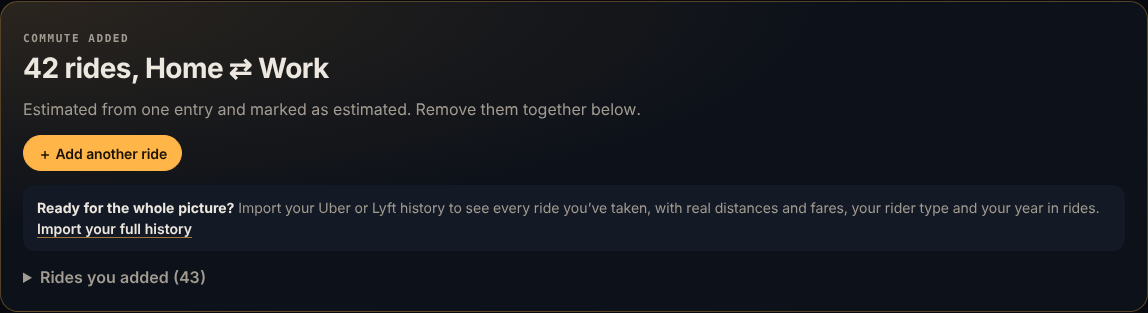 COMMUTE ADDED
42 rides, Home ⇄ Work
Estimated from one entry and marked as estimated. Remove them together below.
+ Add another ride
Ready for the whole picture? Import your Uber or Lyft history to see every ride you’ve taken, with real distances and fares, your rider type and your year in rides.
Import your full history
▶ Rides you added (43)